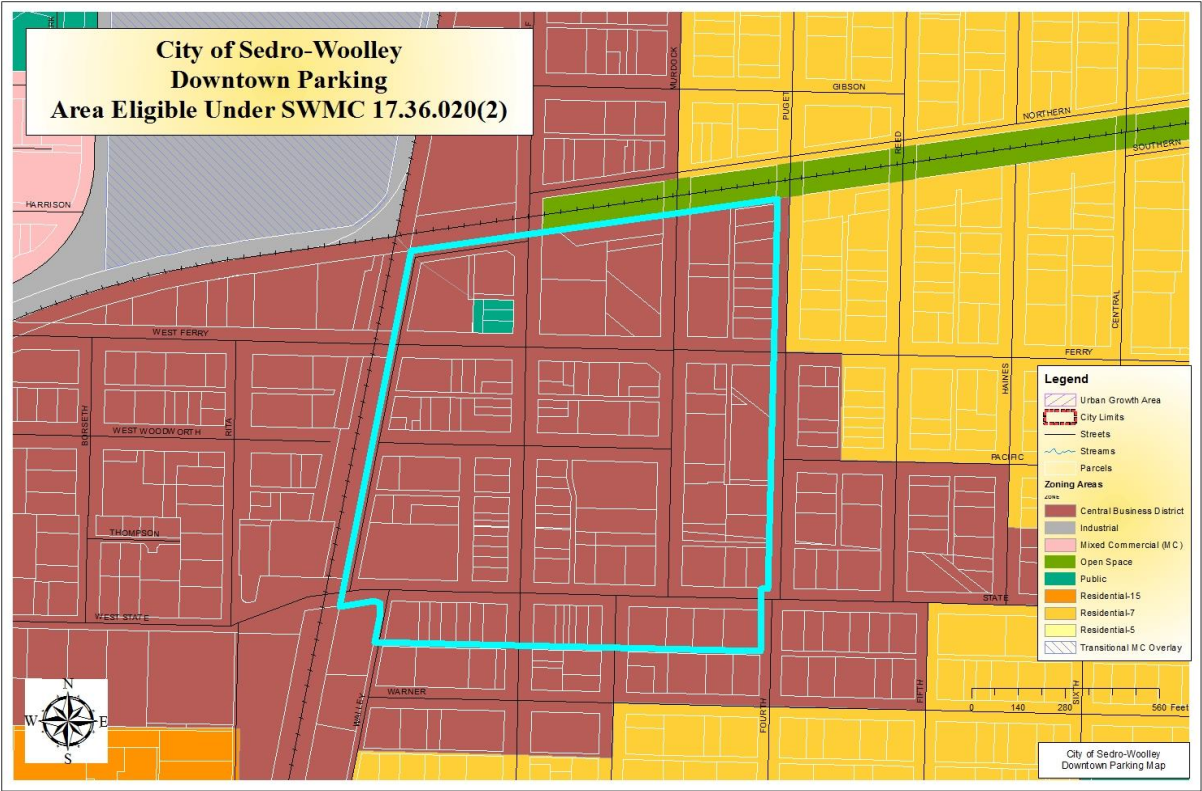 City of Sedro-Woolley
Downtown Parking
Area Eligible Under SWMC 17.36.020(2)
MURDOCK
GIBSON
PUGET
NORTHERN
REED
SOUTHERN
HARRISON
CENTRAL
WEST FERRY
FERRY
HAINES
BORSETH
RITA
WEST WOODWORTH
PACIFIC
THOMPSON
STATE
WEST STATE
WARNER
FOURTH
FIFTH
SIXTH
Legend
Urban Growth Area
City Limits
Streets
Streams
Parcels
Zoning Areas
ZONE
Central Business District
Industrial
Mixed Commercial (MC)
Open Space
Public
Residential-15
Residential-7
Residential-5
Transitional MC Overlay
N
W E
S
0 140 280 560 Feet
City of Sedro-Woolley
Downtown Parking Map